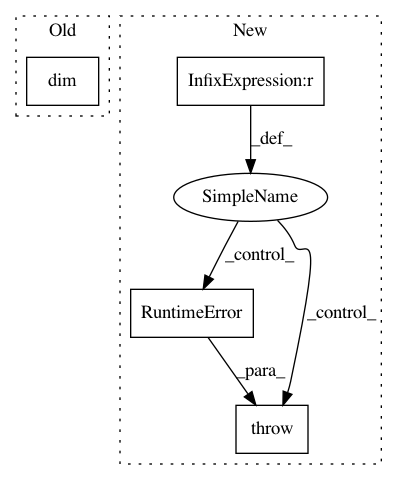 Old
New
dim
InfixExpression:r
_def_
SimpleName
_control_
_control_
RuntimeError
_para_
throw